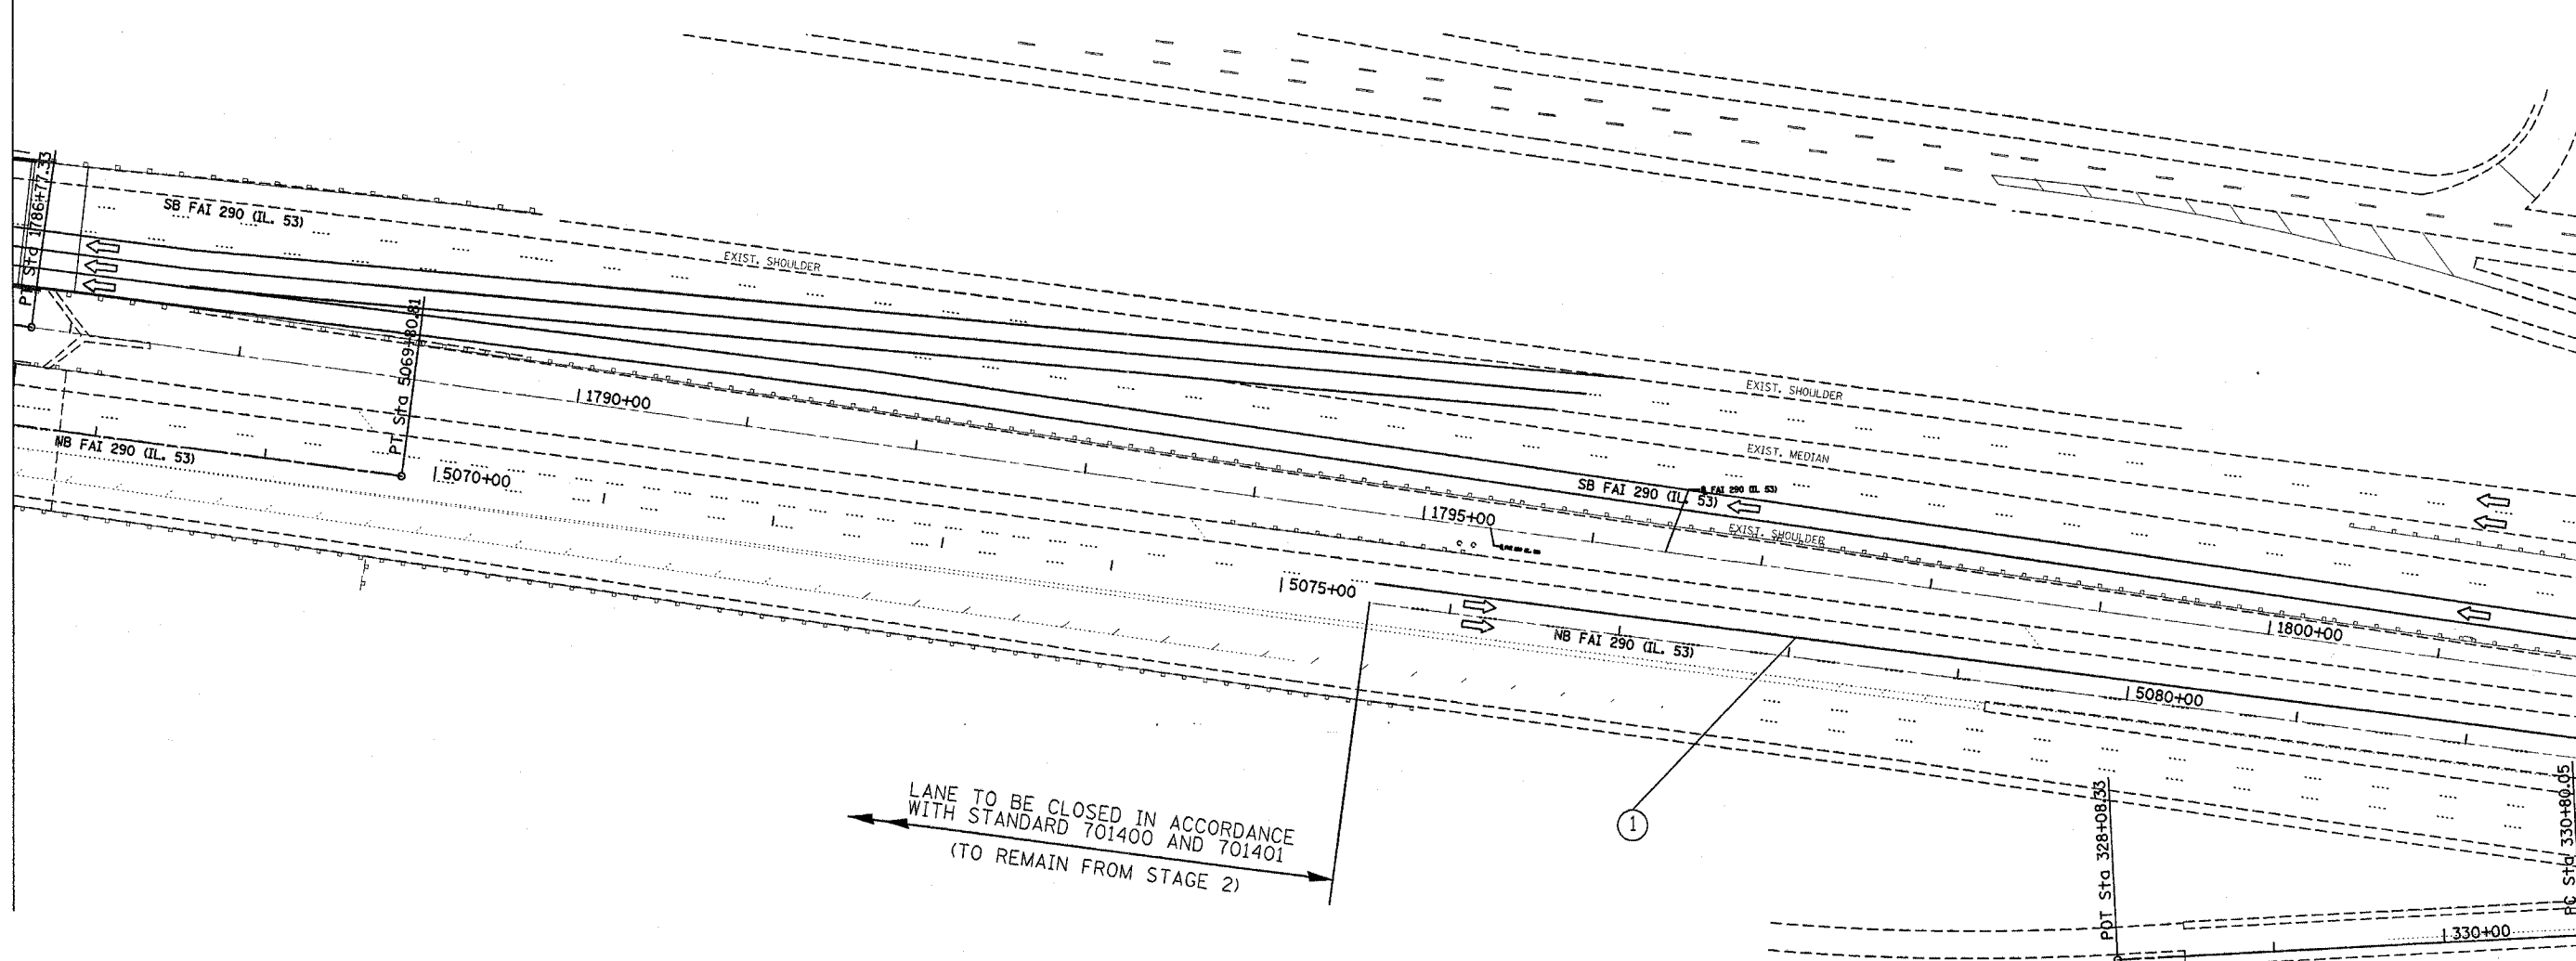 PT Sta 1786+77.33
SB FAI 290 (IL. 53)
EXIST. SHOULDER
PT Sta 5069+80.81
1790+00
NB FAI 290 (IL. 53)
5070+00
EXIST. SHOULDER
EXIST. MEDIAN
SB FAI 290 (IL. 53)
FAI 290 (IL. 53)
1795+00
EXIST. SHOULDER
5075+00
NB FAI 290 (IL. 53)
1800+00
5080+00
LANE TO BE CLOSED IN ACCORDANCE
WITH STANDARD 701400 AND 701401
(TO REMAIN FROM STAGE 2)
1
POT Sta 328+08.33
PC Sta 330+80.05
330+00